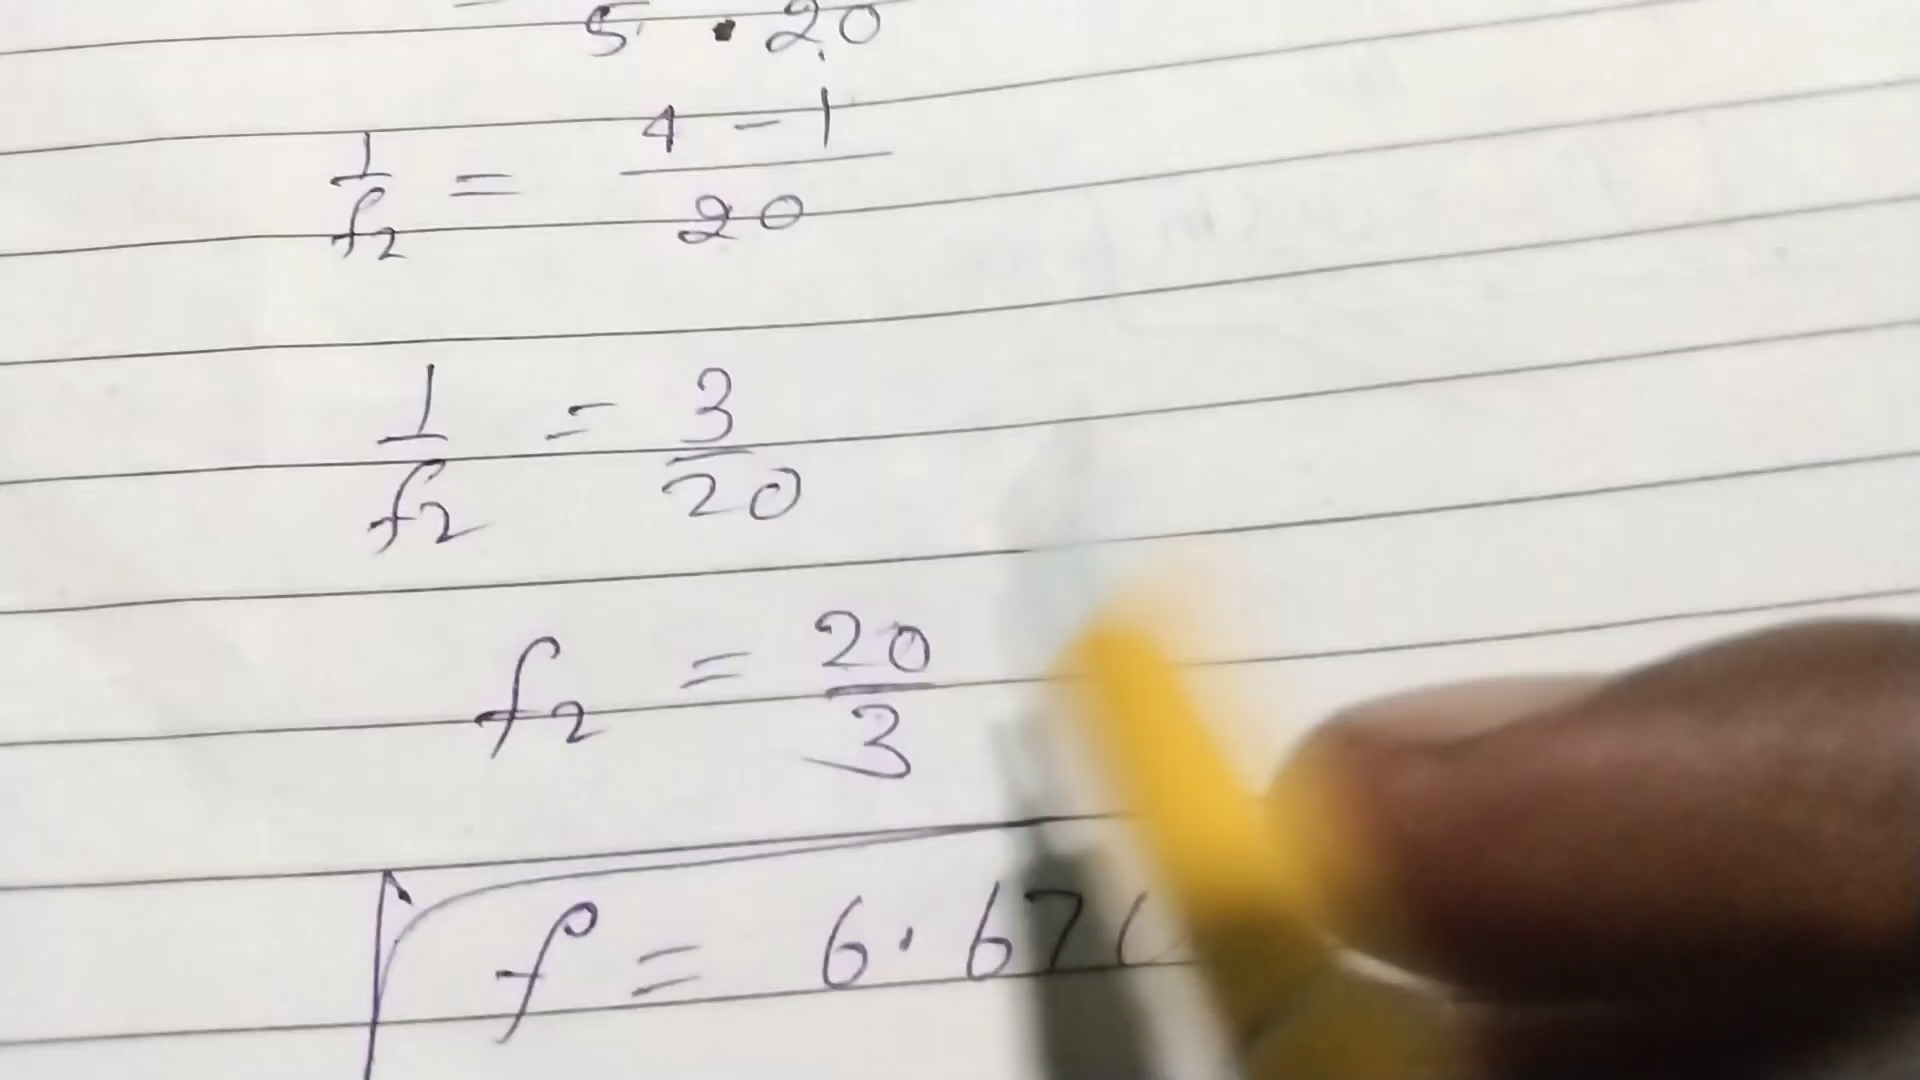 = 5 · 20
1/f2 = 4 - 1/20
1/f2 = 3/20
f2 = 20/3
f = 6.67